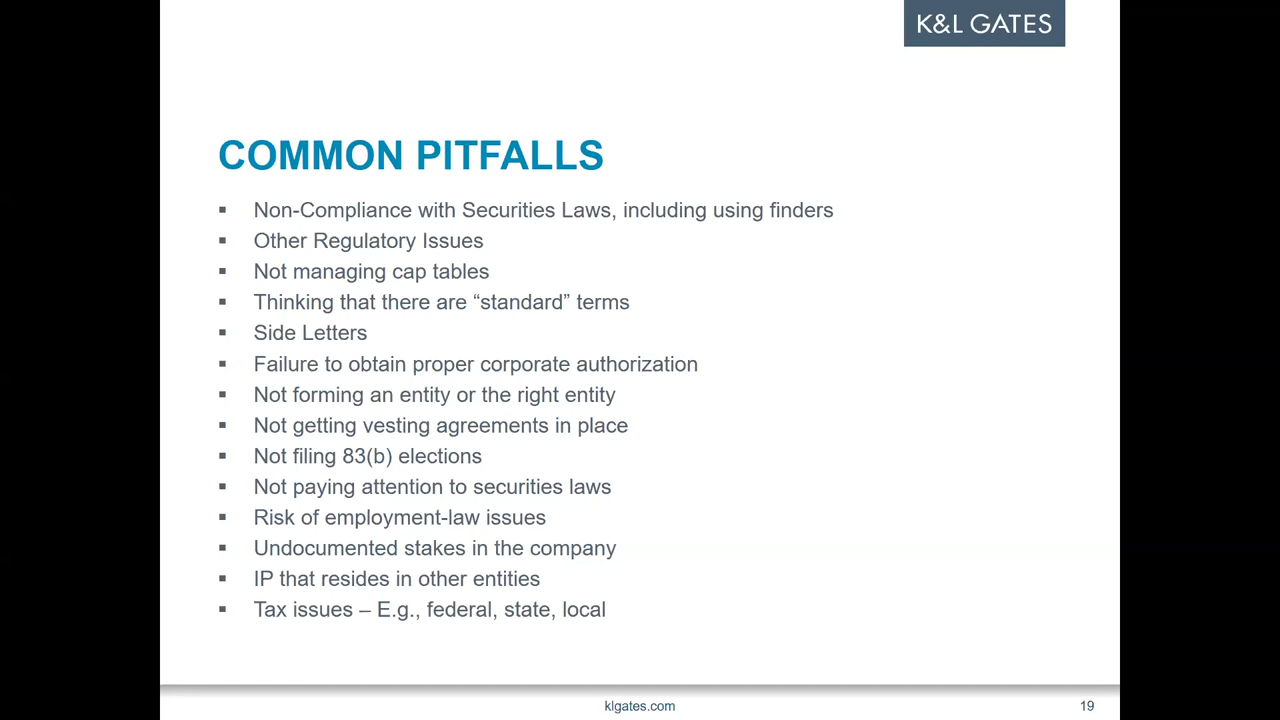 K&L GATES
COMMON PITFALLS
▪ Non-Compliance with Securities Laws, including using finders
▪ Other Regulatory Issues
▪ Not managing cap tables
▪ Thinking that there are “standard” terms
▪ Side Letters
▪ Failure to obtain proper corporate authorization
▪ Not forming an entity or the right entity
▪ Not getting vesting agreements in place
▪ Not filing 83(b) elections
▪ Not paying attention to securities laws
▪ Risk of employment-law issues
▪ Undocumented stakes in the company
▪ IP that resides in other entities
▪ Tax issues – E.g., federal, state, local
klgates.com
19